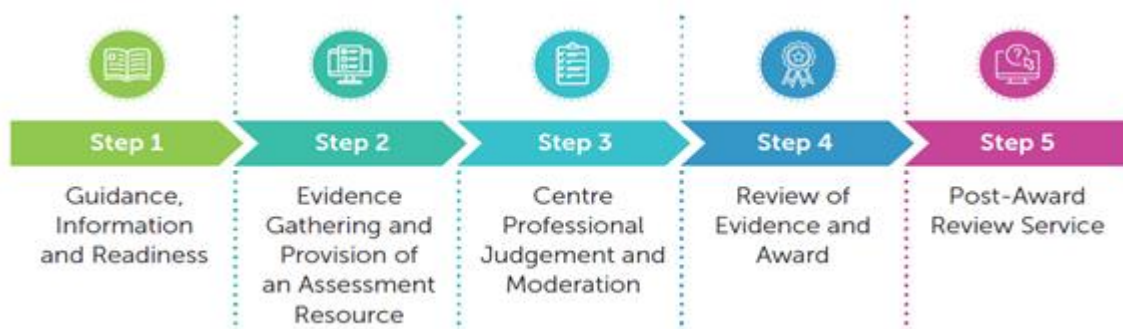 Step 1
Step 2
Step 3
Step 4
Step 5
Guidance,
Information
and Readiness
Evidence
Gathering and
Provision of
an Assessment
Resource
Centre
Professional
Judgement and
Moderation
Review of
Evidence and
Award
Post-Award
Review Service